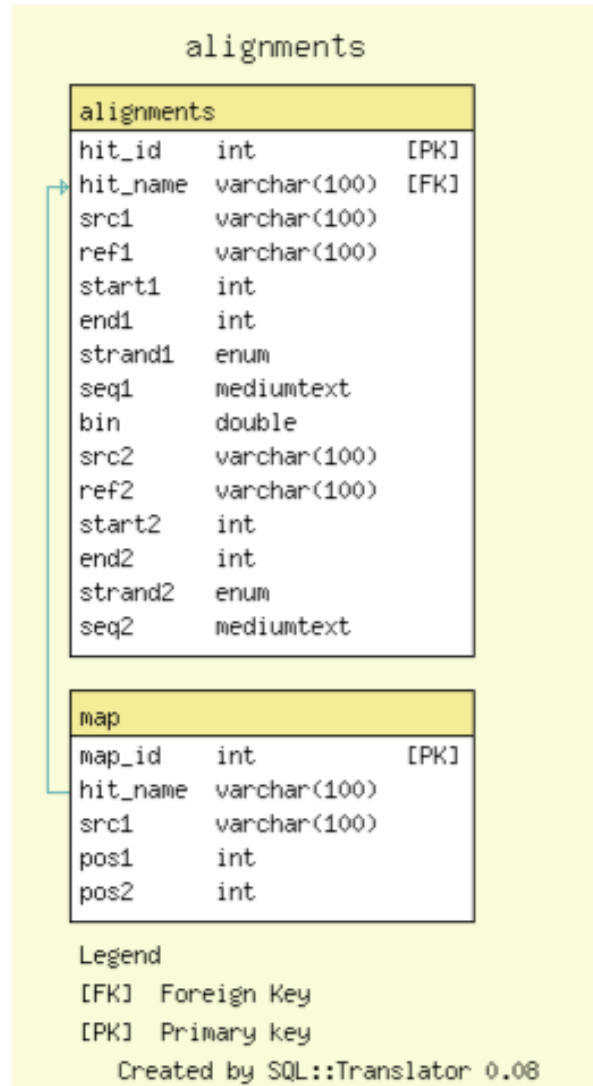 alignments
alignments
hit_id int [PK]
hit_name varchar(100) [FK]
src1 varchar(100)
ref1 varchar(100)
start1 int
end1 int
strand1 enum
seq1 mediumtext
bin double
src2 varchar(100)
ref2 varchar(100)
start2 int
end2 int
strand2 enum
seq2 mediumtext
map
map_id int [PK]
hit_name varchar(100)
src1 varchar(100)
pos1 int
pos2 int
Legend
[FK] Foreign Key
[PK] Primary key
Created by SQL::Translator 0.08